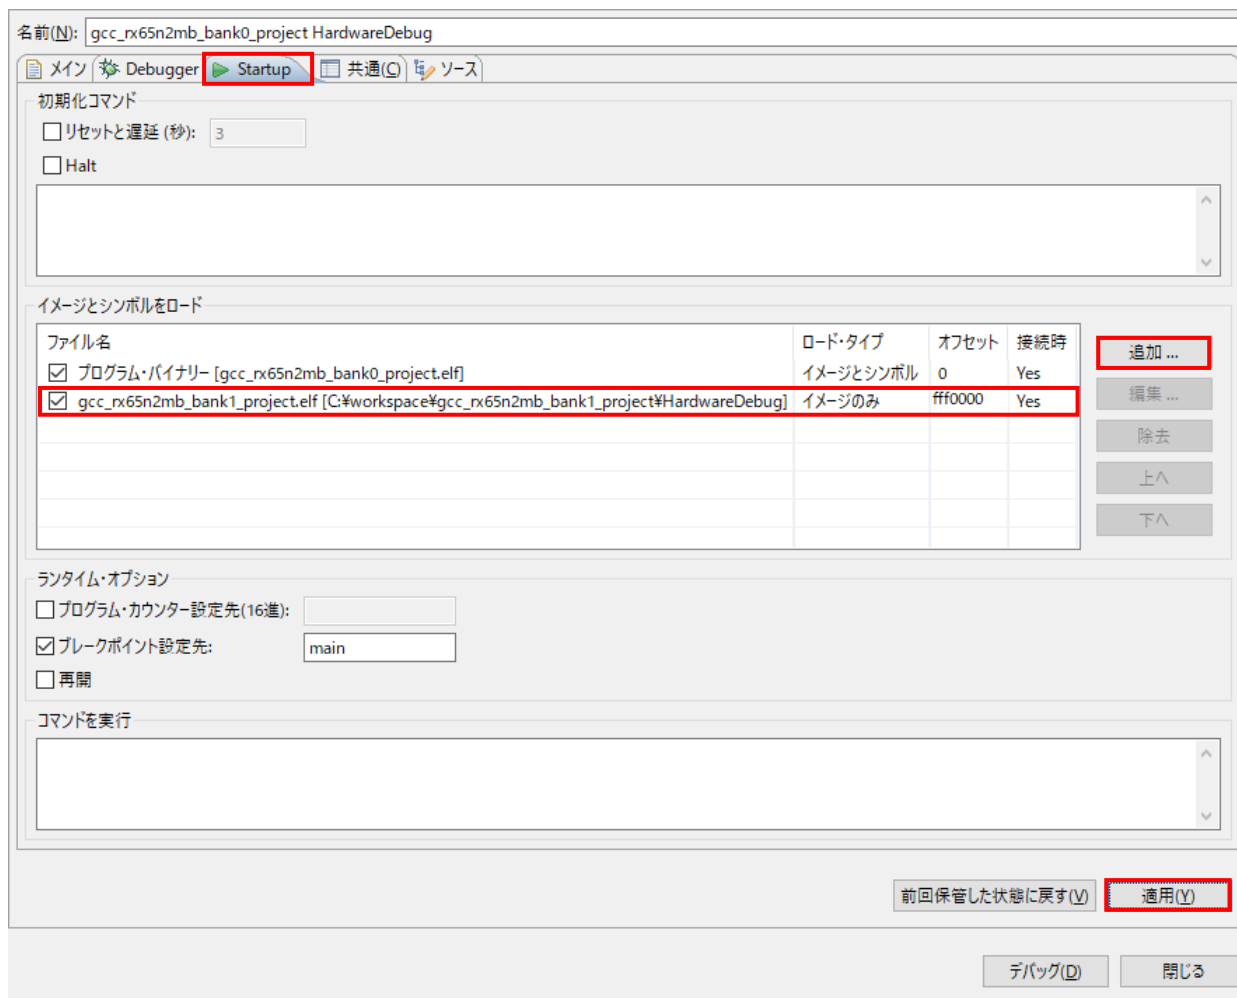 名前(N): gcc_rx65n2mb_bank0_project HardwareDebug
メイン Debugger Startup 共通(C) ソース
初期化コマンド
リセットと遅延 (秒): 3
Halt
イメージとシンボルをロード
ファイル名 ロード・タイプ オフセット 接続時
プログラム・バイナリー [gcc_rx65n2mb_bank0_project.elf] イメージとシンボル 0 Yes
gcc_rx65n2mb_bank1_project.elf [C:¥workspace¥gcc_rx65n2mb_bank1_project¥HardwareDebug] イメージのみ fff0000 Yes
追加 ...
編集 ...
除去
上へ
下へ
ランタイム・オプション
プログラム・カウンター設定先(16進):
ブレークポイント設定先: main
再開
コマンドを実行
前回保管した状態に戻す(V) 適用(Y)
デバッグ(D) 閉じる